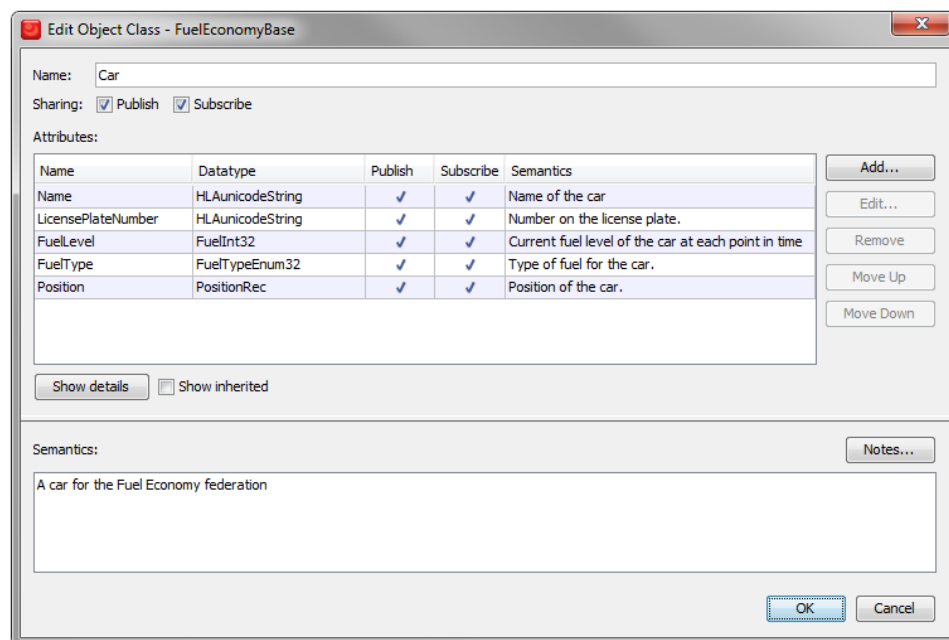 Edit Object Class - FuelEconomyBase
Name: Car
Sharing: Publish Subscribe
Attributes:
Name Datatype Publish Subscribe Semantics
Name HLAunicodeString Name of the car
LicensePlateNumber HLAunicodeString Number on the license plate.
FuelLevel FuelInt32 Current fuel level of the car at each point in time
FuelType FuelTypeEnum32 Type of fuel for the car.
Position PositionRec Position of the car.
Add...
Edit...
Remove
Move Up
Move Down
Show details Show inherited
Semantics: Notes...
A car for the Fuel Economy federation
OK Cancel